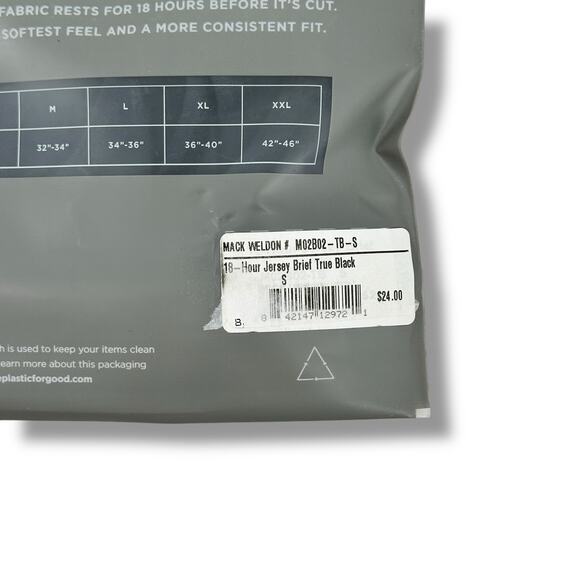 FABRIC RESTS FOR 18 HOURS BEFORE IT'S CUT.
SOFTEST FEEL AND A MORE CONSISTENT FIT.
M L XL XXL
32"-34" 34"-36" 36"-40" 42"-46"
MACK WELDON # M02B02-TB-S
18-Hour Jersey Brief True Black
S
$24.00
8 42147 12972 1
h is used to keep your items clean
earn more about this packaging
eplasticforgood.com